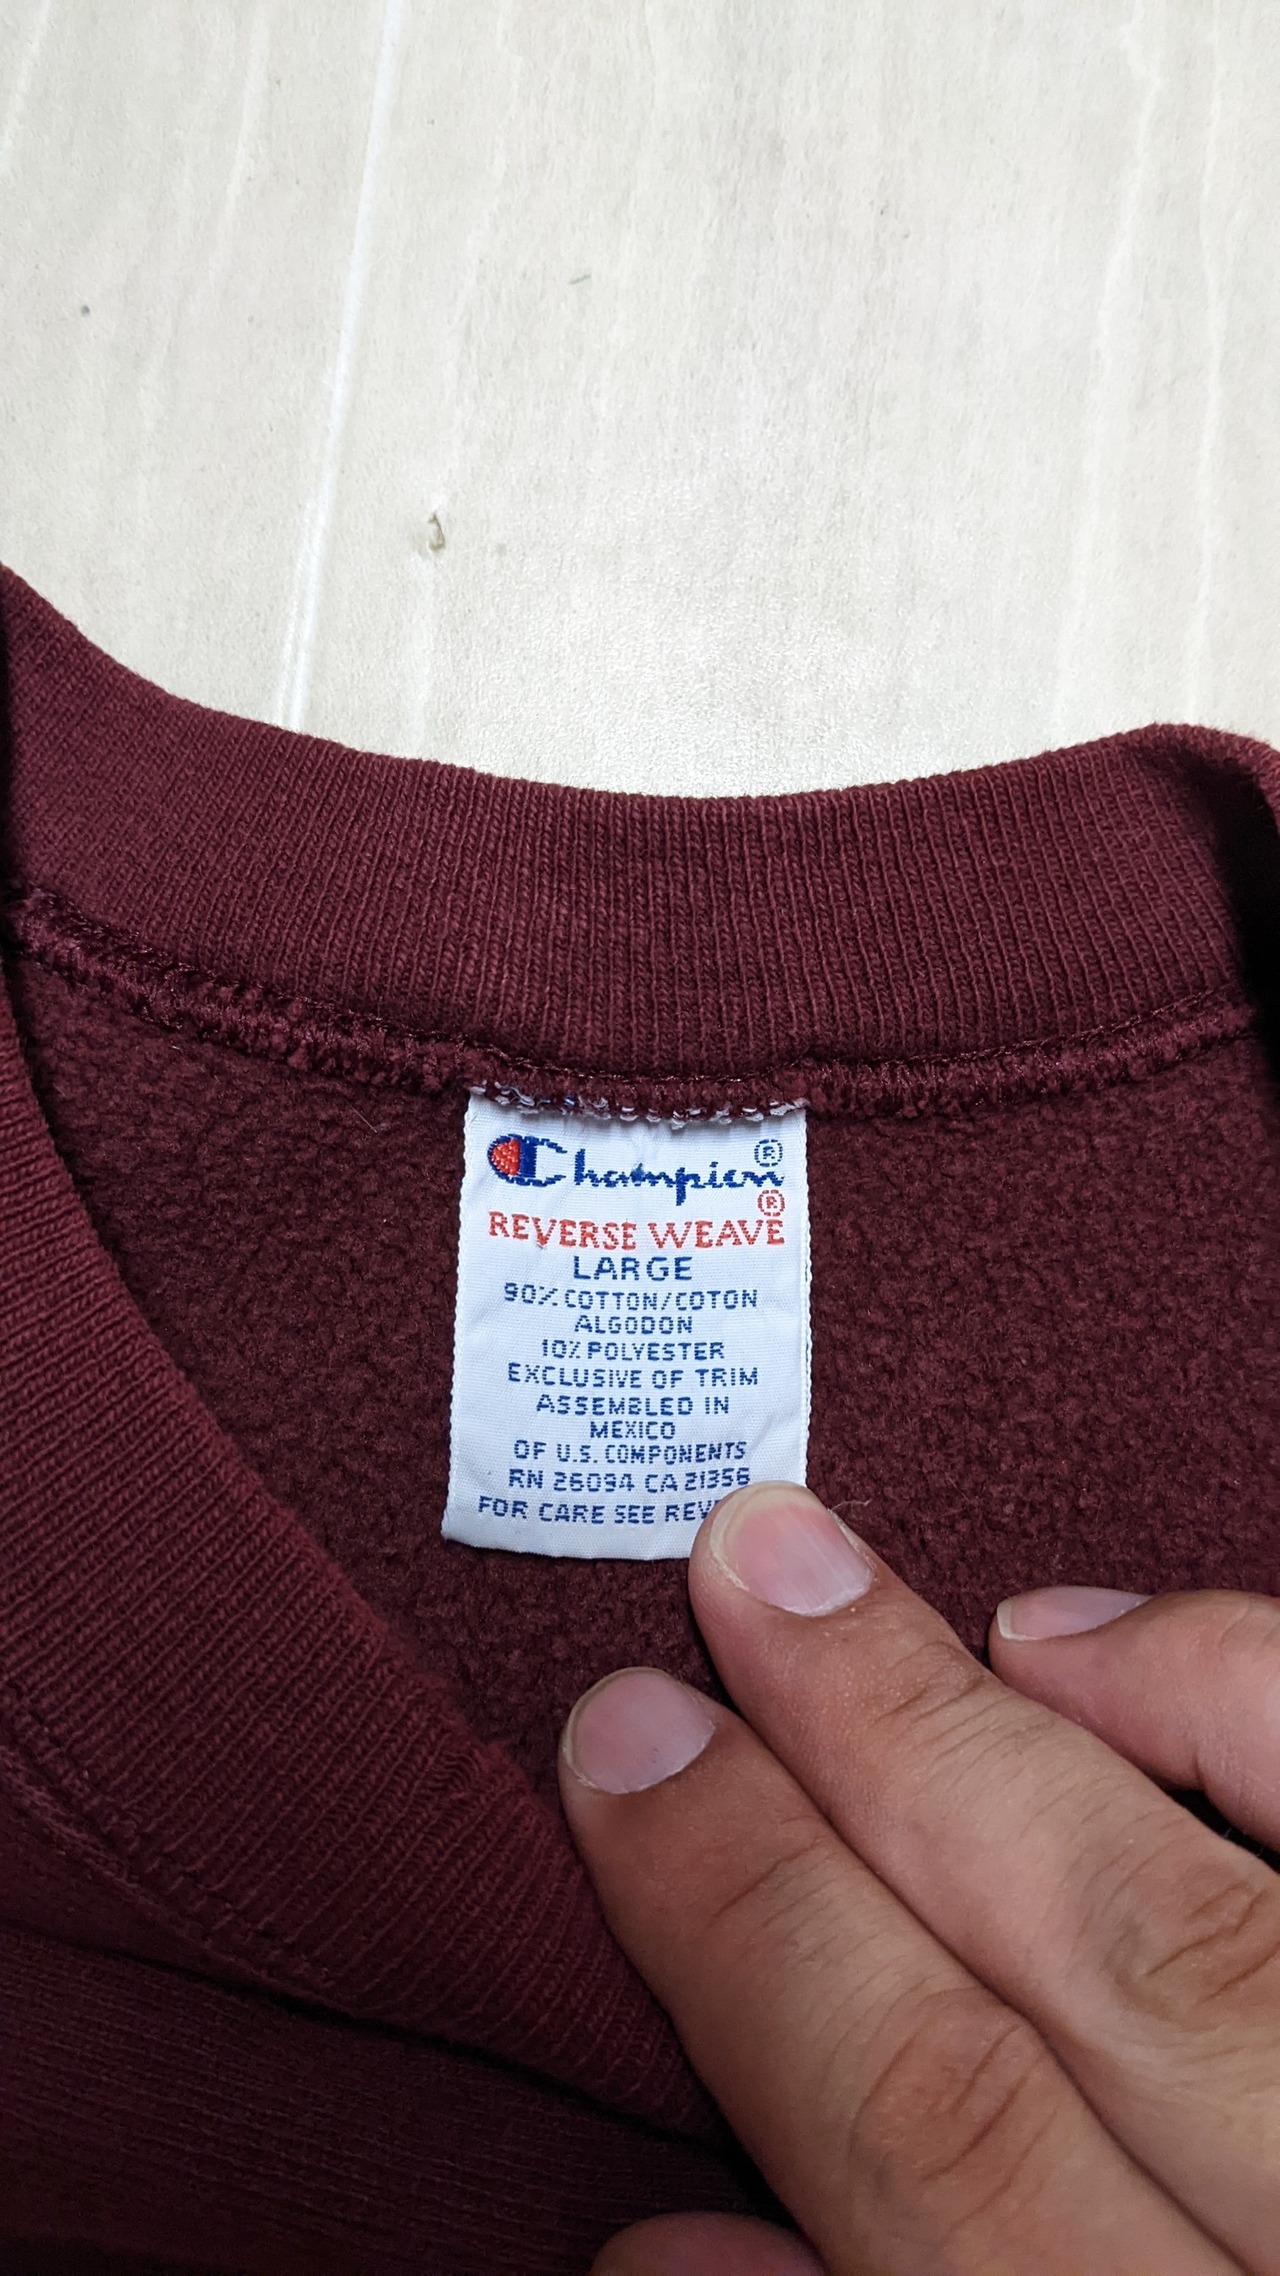 Champion®
REVERSE WEAVE®
LARGE
90% COTTON/COTON
ALGODON
10% POLYESTER
EXCLUSIVE OF TRIM
ASSEMBLED IN
MEXICO
OF U.S. COMPONENTS
RN 26094 CA 21356
FOR CARE SEE